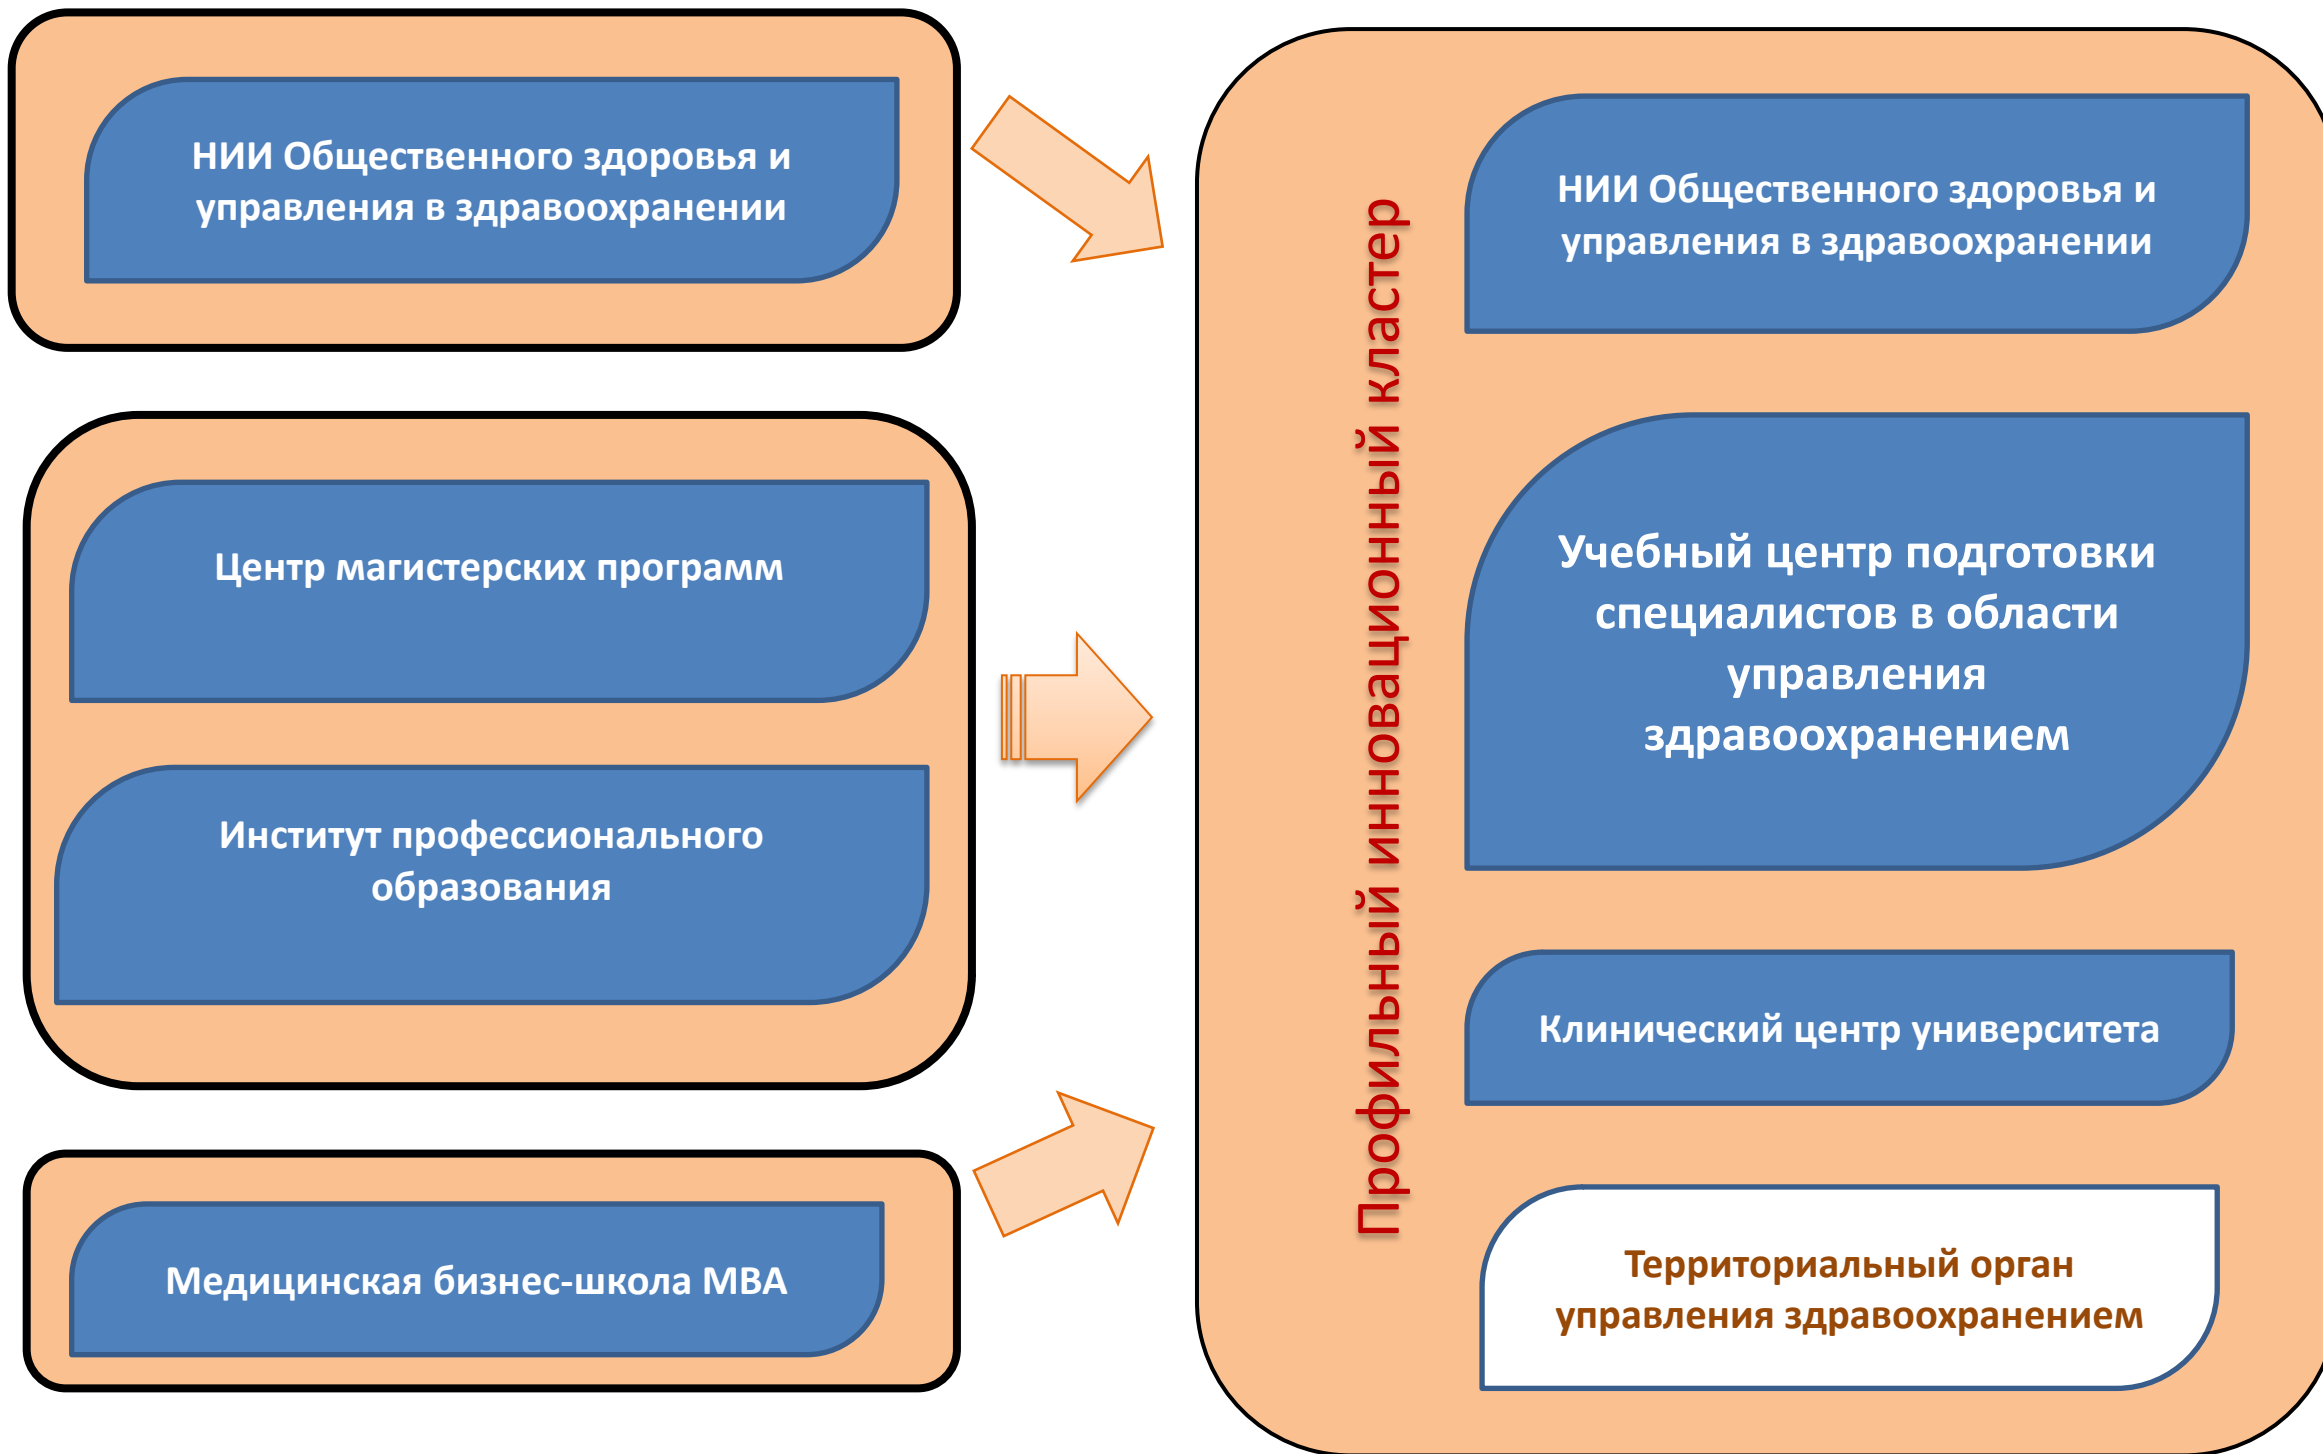 НИИ Общественного здоровья и
управления в здравоохранении
Центр магистерских программ
Институт профессионального
образования
Медицинская бизнес-школа МВА
Профильный инновационный кластер
НИИ Общественного здоровья и
управления в здравоохранении
Учебный центр подготовки
специалистов в области
управления
здравоохранением
Клинический центр университета
Территориальный орган
управления здравоохранением